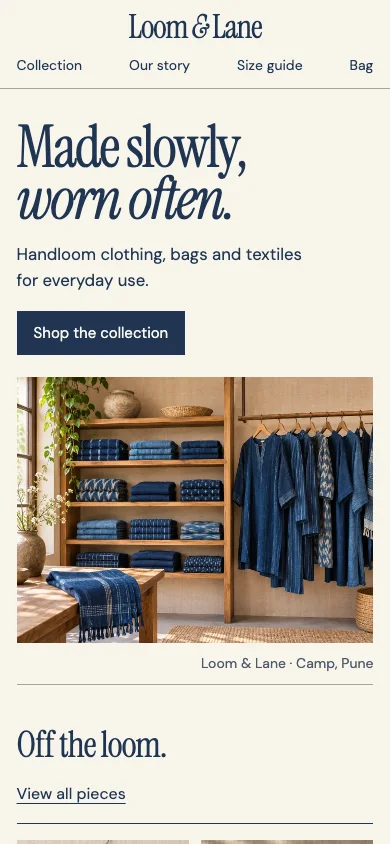 Loom & Lane
Collection Our story Size guide Bag
Made slowly,
worn often.
Handloom clothing, bags and textiles
for everyday use.
Shop the collection
Loom & Lane · Camp, Pune
Off the loom.
View all pieces